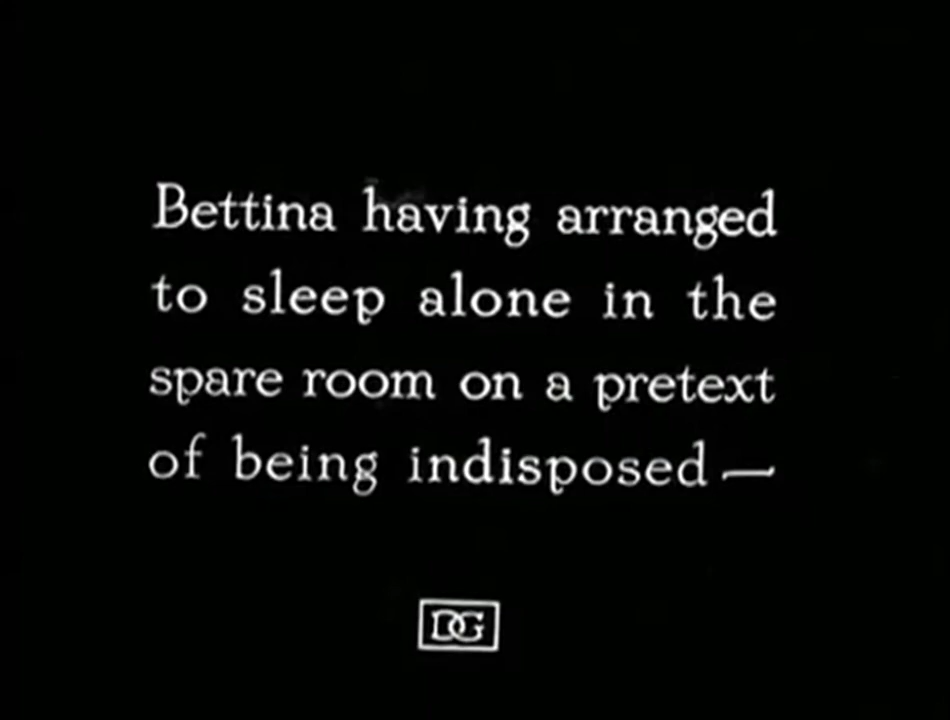 Bettina having arranged
to sleep alone in the
spare room on a pretext
of being indisposed —
DG